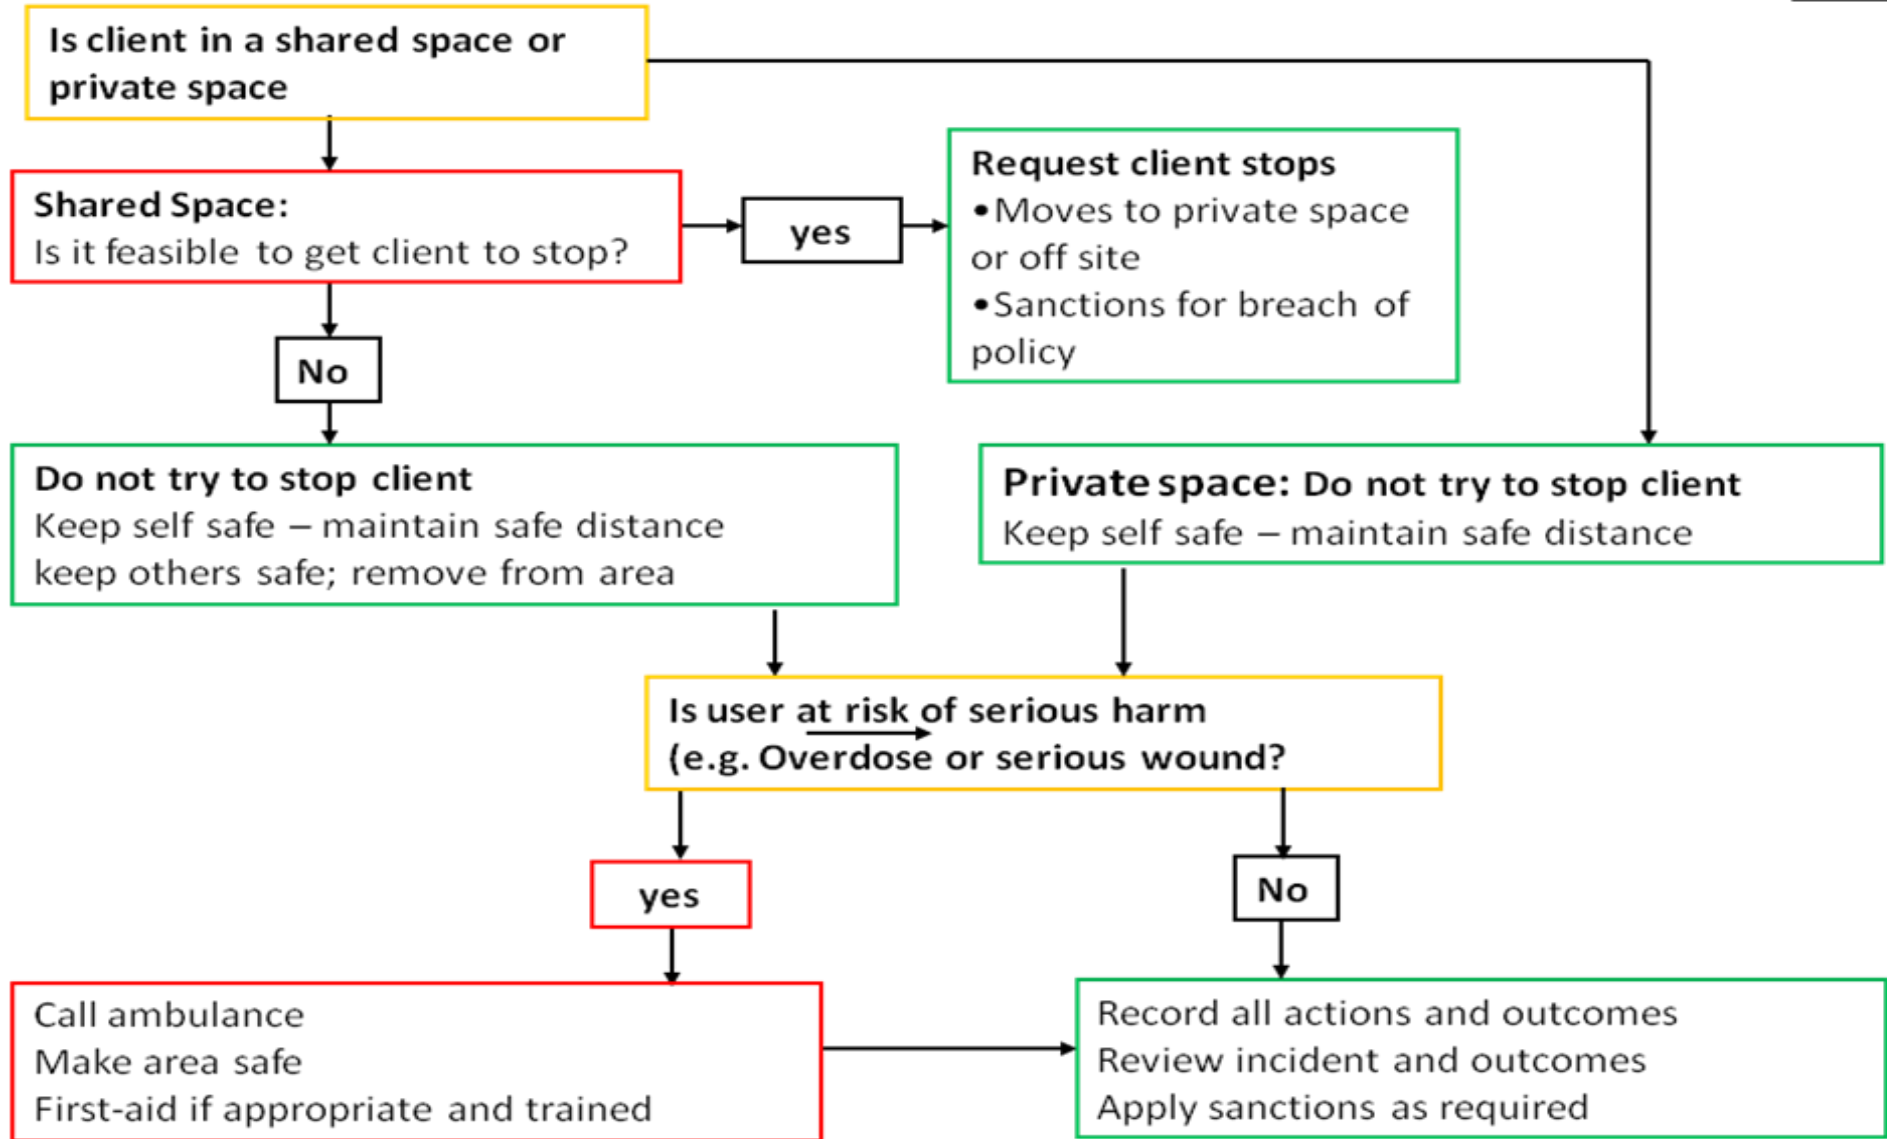 Is client in a shared space or
private space
Shared Space:
Is it feasible to get client to stop?
yes
Request client stops
•Moves to private space
or off site
•Sanctions for breach of
policy
No
Do not try to stop client
Keep self safe – maintain safe distance
keep others safe; remove from area
Private space: Do not try to stop client
Keep self safe – maintain safe distance
Is user at risk of serious harm
(e.g. Overdose or serious wound?
yes
No
Call ambulance
Make area safe
First-aid if appropriate and trained
Record all actions and outcomes
Review incident and outcomes
Apply sanctions as required